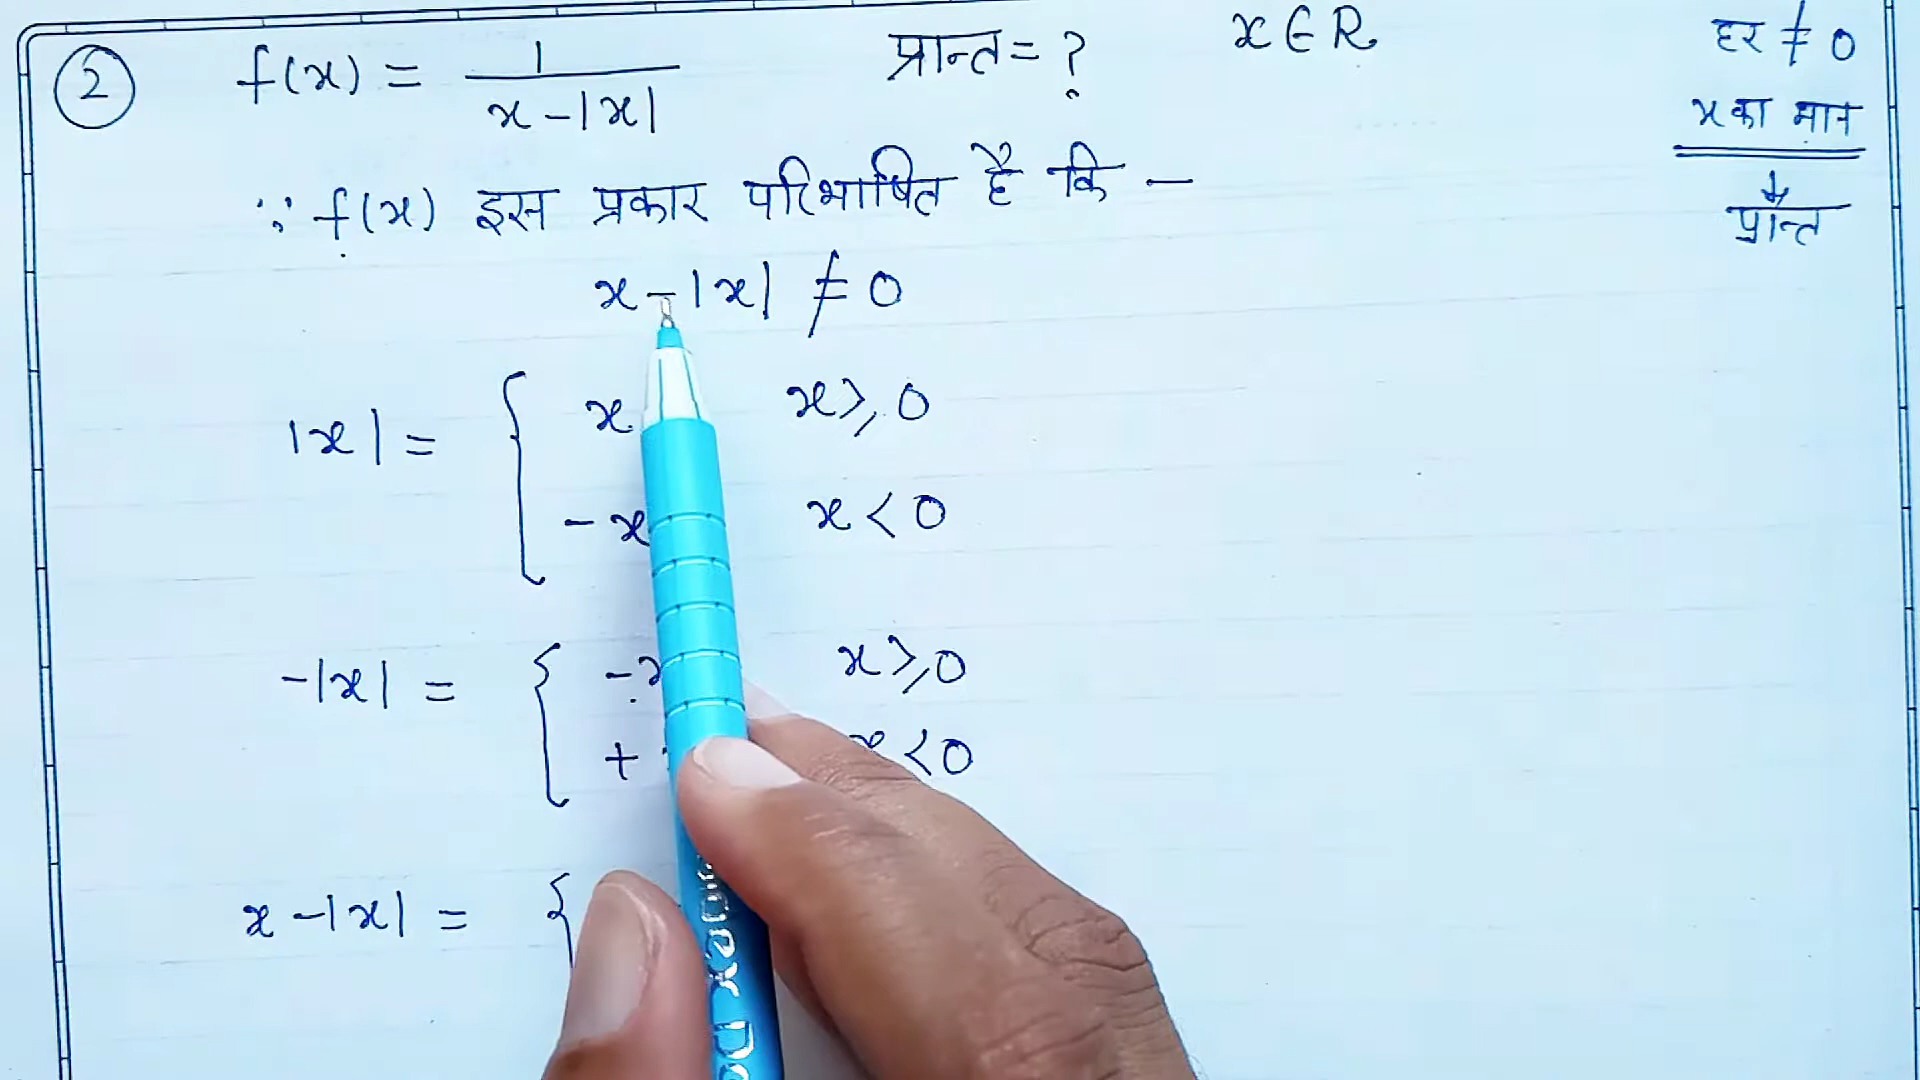 ② f(x) = 1/(x-|x|) प्रान्त = ? x∈R हर ≠ 0
x का मान
∵ f(x) इस प्रकार परिभाषित है कि – ↓
प्रान्त
x-|x| ≠ 0
|x| = { x x≥0
-x x<0
-|x| = { -x x≥0
+ <0
x-|x| = {